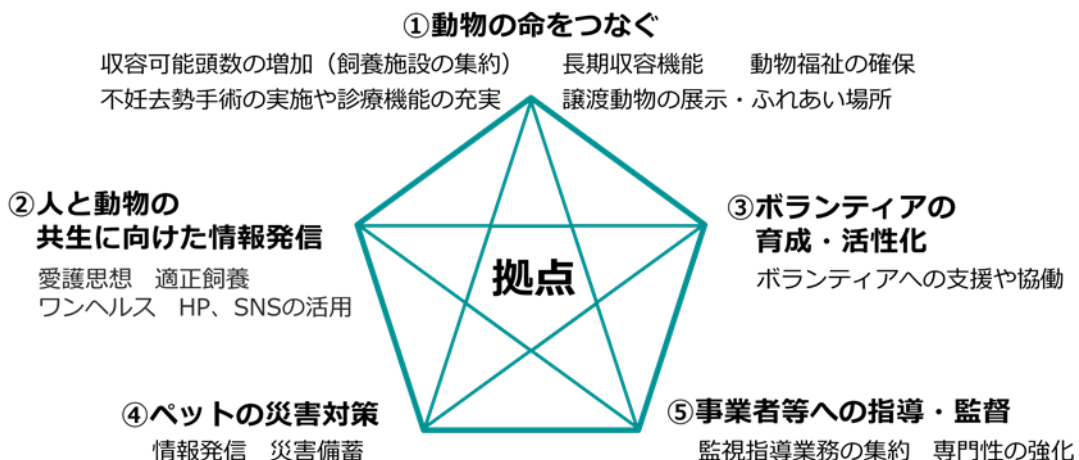 ①動物の命をつなぐ
収容可能頭数の増加（飼養施設の集約）　長期収容機能　動物福祉の確保
不妊去勢手術の実施や診療機能の充実　譲渡動物の展示・ふれあい場所
②人と動物の
共生に向けた情報発信
愛護思想　適正飼養
ワンヘルス　HP、SNSの活用
③ボランティアの
育成・活性化
ボランティアへの支援や協働
拠点
④ペットの災害対策
情報発信　災害備蓄
⑤事業者等への指導・監督
監視指導業務の集約　専門性の強化